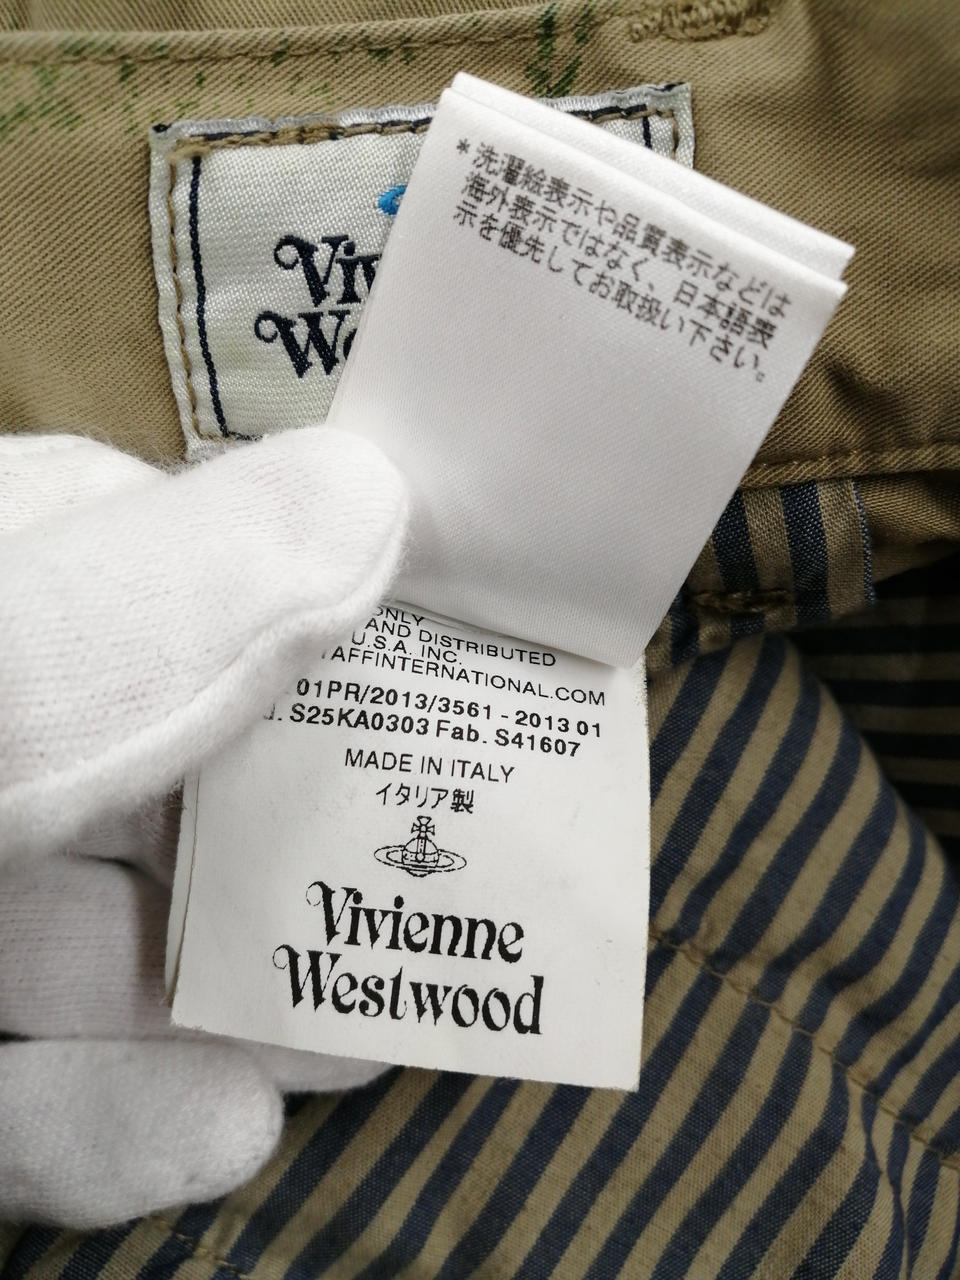 *洗濯絵表示や品質表示などは
海外表示ではなく、日本語表
示を優先してお取扱い下さい。
ONLY
AND DISTRIBUTED
U.S.A. INC.
TAFFINTERNATIONAL.COM
01PR/2013/3561 - 2013 01
. S25KA0303 Fab. S41607
MADE IN ITALY
イタリア製
Vivienne
Westwood